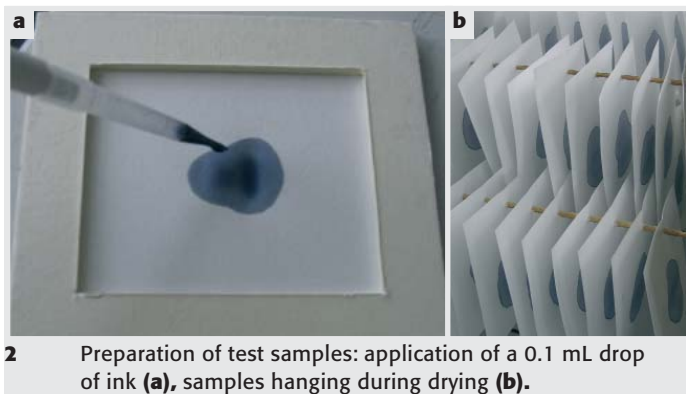 a
b
2 Preparation of test samples: application of a 0.1 mL drop
of ink (a), samples hanging during drying (b).